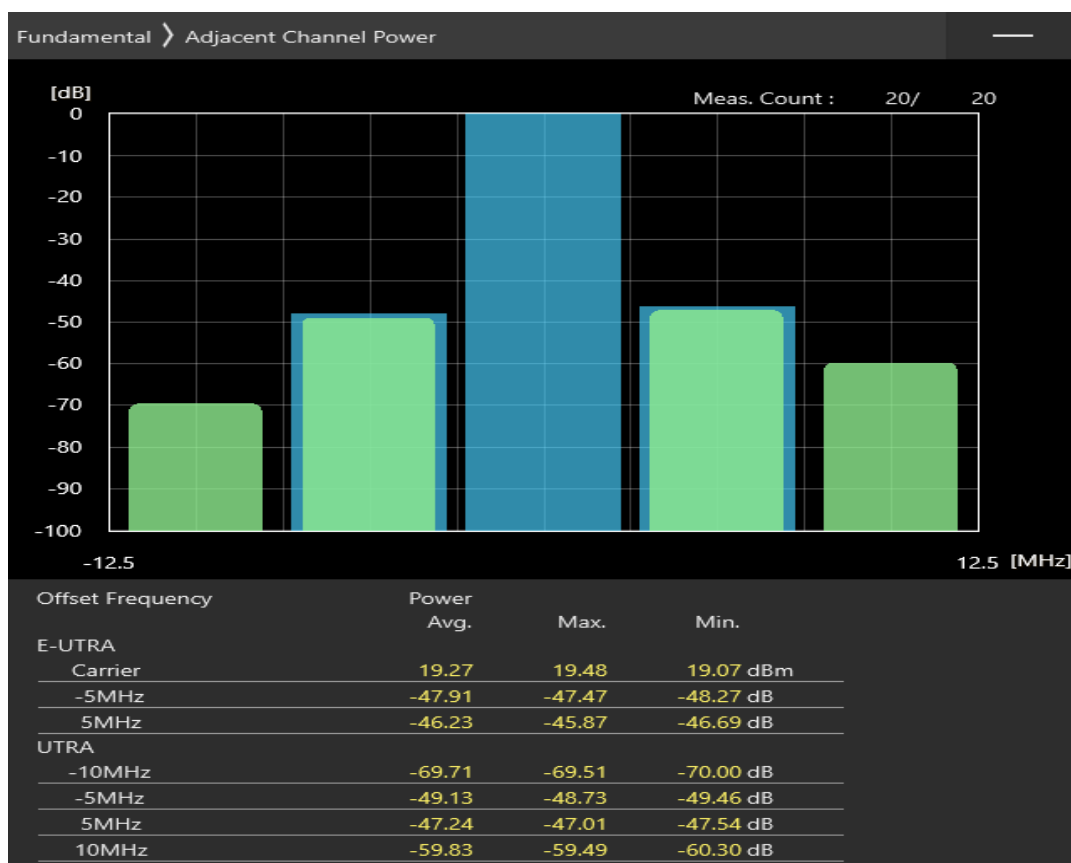 Fundamental 〉 Adjacent Channel Power
[dB]
Meas. Count : 20/ 20
0
-10
-20
-30
-40
-50
-60
-70
-80
-90
-100
-12.5 12.5 [MHz]
Offset Frequency Power
Avg. Max. Min.
E-UTRA
Carrier 19.27 19.48 19.07 dBm
-5MHz -47.91 -47.47 -48.27 dB
5MHz -46.23 -45.87 -46.69 dB
UTRA
-10MHz -69.71 -69.51 -70.00 dB
-5MHz -49.13 -48.73 -49.46 dB
5MHz -47.24 -47.01 -47.54 dB
10MHz -59.83 -59.49 -60.30 dB